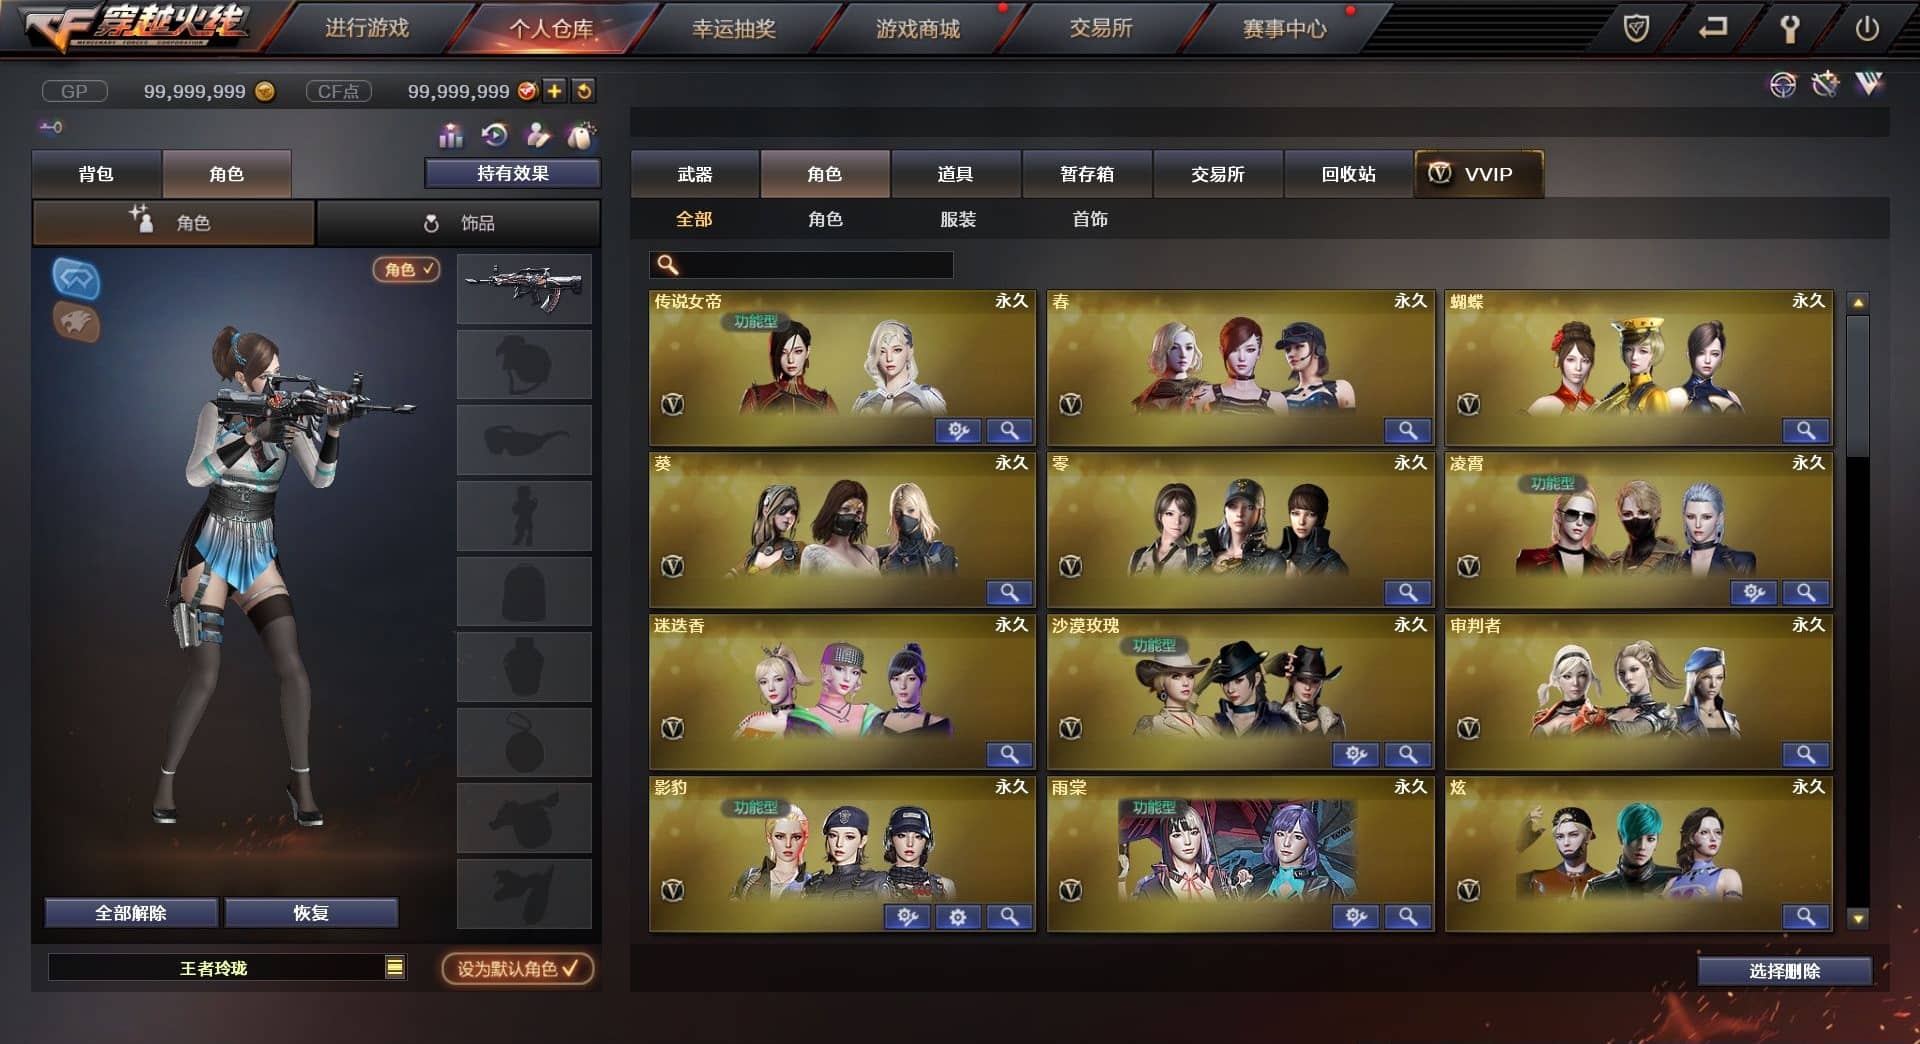 CF 穿越火线
MERCENARY FORCES CORPORATION
进行游戏
个人仓库
幸运抽奖
游戏商城
交易所
赛事中心
GP
99,999,999
CF点
99,999,999
背包
角色
持有效果
武器
角色
道具
暂存箱
交易所
回收站
VVIP
角色
饰品
全部
角色
服装
首饰
角色
传说女帝
永久
功能型
春
永久
蝴蝶
永久
葵
永久
零
永久
凌霄
永久
功能型
迷迭香
永久
沙漠玫瑰
永久
功能型
审判者
永久
影豹
永久
功能型
雨棠
永久
功能型
炫
永久
全部解除
恢复
王者玲珑
设为默认角色
选择删除